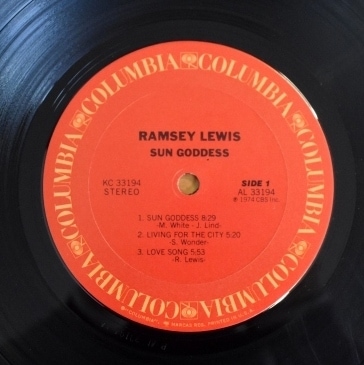 COLUMBIA COLUMBIA COLUMBIA COLUMBIA COLUMBIA COLUMBIA
RAMSEY LEWIS
SUN GODDESS
KC 33194
STEREO
SIDE 1
AL 33194
℗ 1974 CBS Inc.
1. SUN GODDESS 8:29
-M. White - J. Lind-
2. LIVING FOR THE CITY 5:20
-S. Wonder-
3. LOVE SONG 5:53
-R. Lewis-